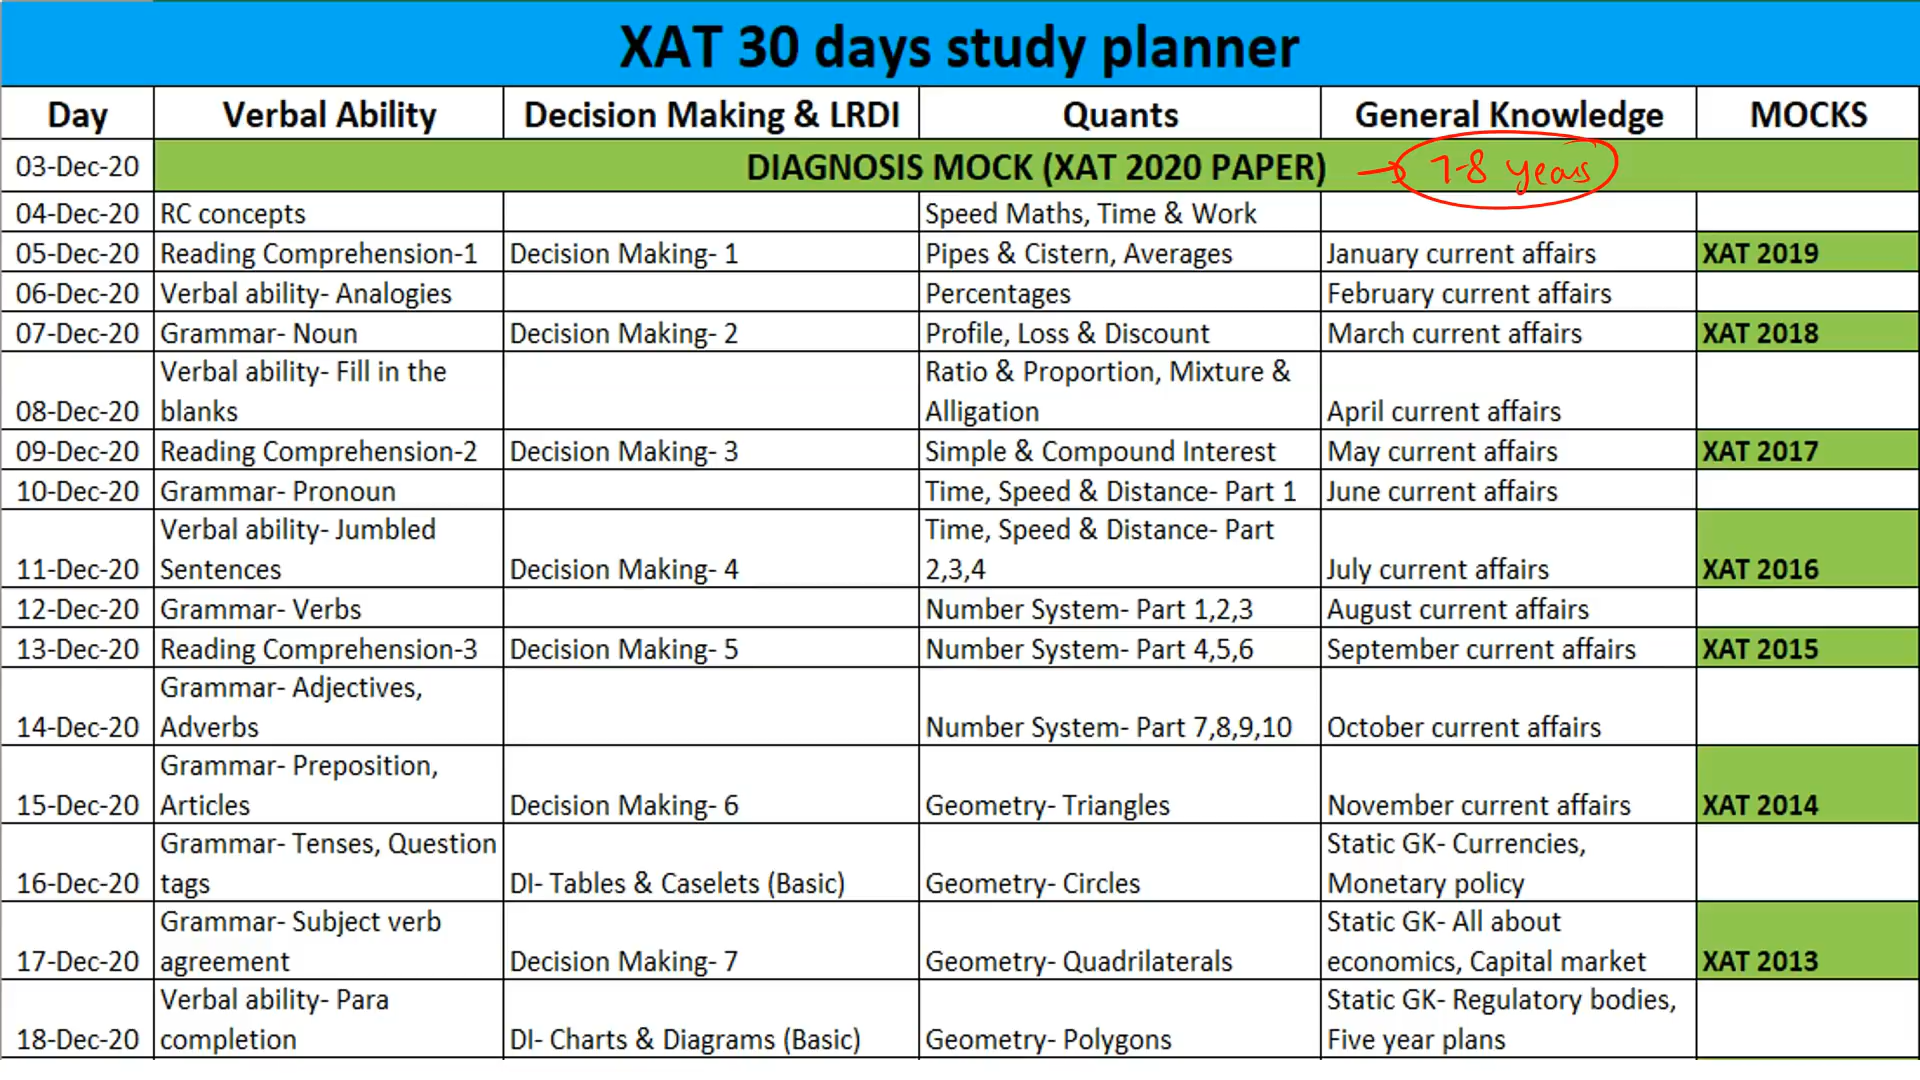 XAT 30 days study planner
Day Verbal Ability Decision Making & LRDI Quants General Knowledge MOCKS
03-Dec-20 DIAGNOSIS MOCK (XAT 2020 PAPER) → 7-8 years
04-Dec-20 RC concepts Speed Maths, Time & Work
05-Dec-20 Reading Comprehension-1 Decision Making- 1 Pipes & Cistern, Averages January current affairs XAT 2019
06-Dec-20 Verbal ability- Analogies Percentages February current affairs
07-Dec-20 Grammar- Noun Decision Making- 2 Profile, Loss & Discount March current affairs XAT 2018
Verbal ability- Fill in the Ratio & Proportion, Mixture &
08-Dec-20 blanks Alligation April current affairs
09-Dec-20 Reading Comprehension-2 Decision Making- 3 Simple & Compound Interest May current affairs XAT 2017
10-Dec-20 Grammar- Pronoun Time, Speed & Distance- Part 1 June current affairs
Verbal ability- Jumbled Time, Speed & Distance- Part
11-Dec-20 Sentences Decision Making- 4 2,3,4 July current affairs XAT 2016
12-Dec-20 Grammar- Verbs Number System- Part 1,2,3 August current affairs
13-Dec-20 Reading Comprehension-3 Decision Making- 5 Number System- Part 4,5,6 September current affairs XAT 2015
Grammar- Adjectives,
14-Dec-20 Adverbs Number System- Part 7,8,9,10 October current affairs
Grammar- Preposition,
15-Dec-20 Articles Decision Making- 6 Geometry- Triangles November current affairs XAT 2014
Grammar- Tenses, Question Static GK- Currencies,
16-Dec-20 tags DI- Tables & Caselets (Basic) Geometry- Circles Monetary policy
Grammar- Subject verb Static GK- All about
17-Dec-20 agreement Decision Making- 7 Geometry- Quadrilaterals economics, Capital market XAT 2013
Verbal ability- Para Static GK- Regulatory bodies,
18-Dec-20 completion DI- Charts & Diagrams (Basic) Geometry- Polygons Five year plans